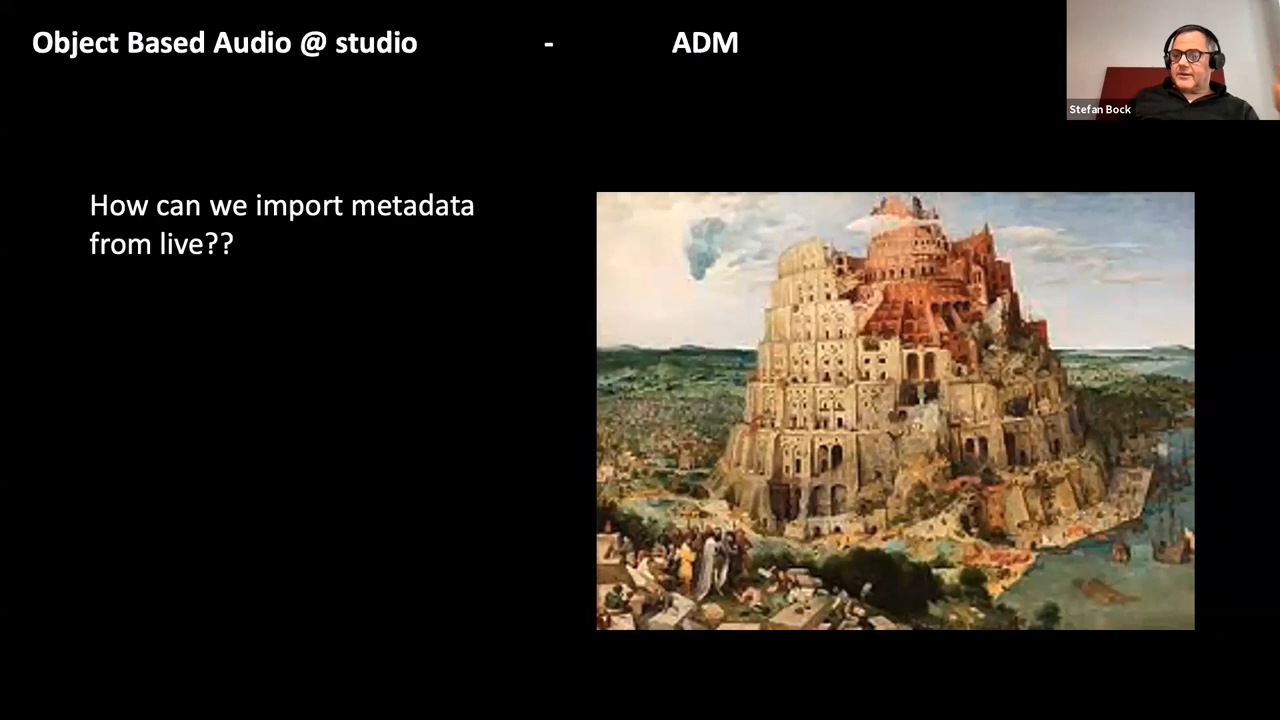 Object Based Audio @ studio - ADM
Stefan Bock
How can we import metadata
from live??